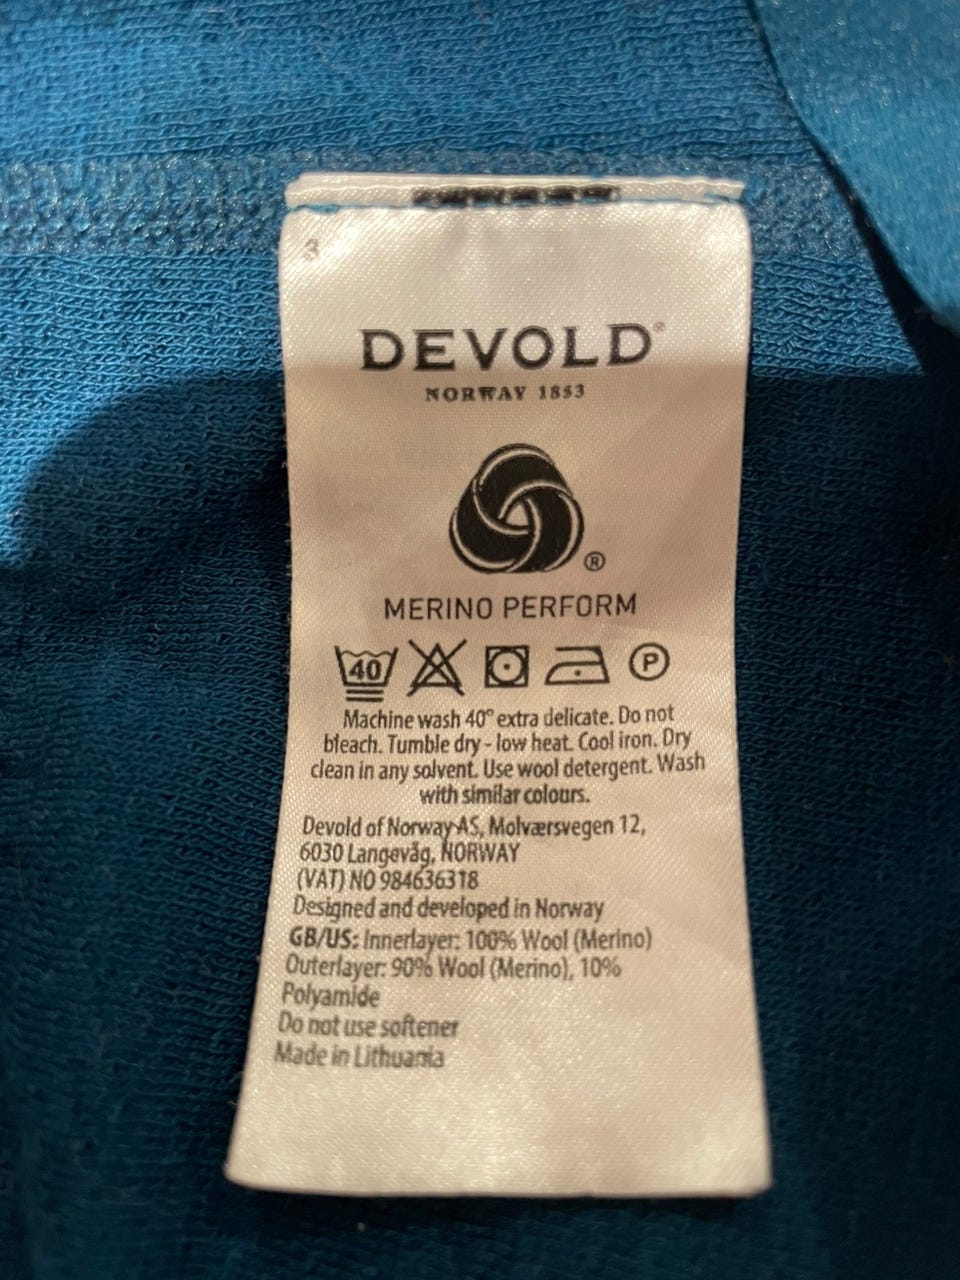 3
DEVOLD®
NORWAY 1853
®
MERINO PERFORM
40 P
Machine wash 40° extra delicate. Do not
bleach. Tumble dry - low heat. Cool iron. Dry
clean in any solvent. Use wool detergent. Wash
with similar colours.
Devold of Norway AS, Molværsvegen 12,
6030 Langevåg, NORWAY
(VAT) NO 984636318
Designed and developed in Norway
GB/US: Innerlayer: 100% Wool (Merino)
Outerlayer: 90% Wool (Merino), 10%
Polyamide
Do not use softener
Made in Lithuania